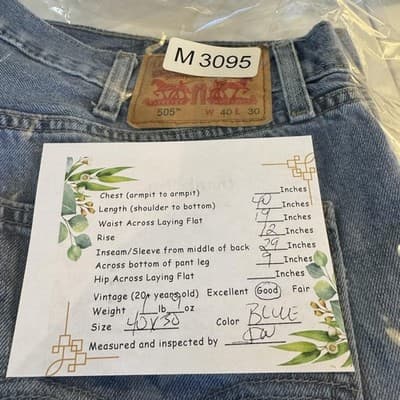 M 3095
505™ W 40 L 30
Chest (armpit to armpit) ____Inches
Length (shoulder to bottom) 40 Inches
Waist Across Laying Flat 19 Inches
Rise 12 Inches
Inseam/Sleeve from middle of back 29 Inches
Across bottom of pant leg 9 Inches
Hip Across Laying Flat ____Inches
Vintage (20+ years old) Excellent Good Fair
Weight 1 lb 9 oz
Size 40x30 Color BLUE
Measured and inspected by